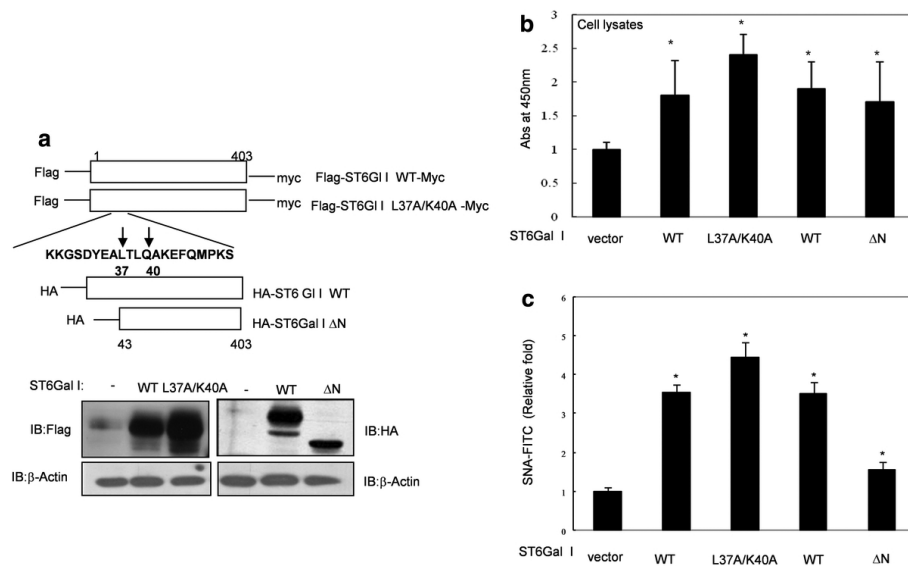 a
1 403
Flag myc Flag-ST6Gl I WT-Myc
Flag myc Flag-ST6Gl I L37A/K40A -Myc
KKGSDYEALTLQAKEFQMPKS
37 40
HA HA-ST6 Gl I WT
HA HA-ST6Gal I ΔN
43 403
ST6Gal I: - WT L37A/K40A - WT ΔN
IB:Flag IB:HA
IB:β-Actin IB:β-Actin
b
Cell lysates
Abs at 450nm
3
2.5
2
1.5
1
0.5
0
* * * *
ST6Gal I vector WT L37A/K40A WT ΔN
c
SNA-FITC (Relative fold)
6
5
4
3
2
1
0
* * * *
ST6Gal I vector WT L37A/K40A WT ΔN